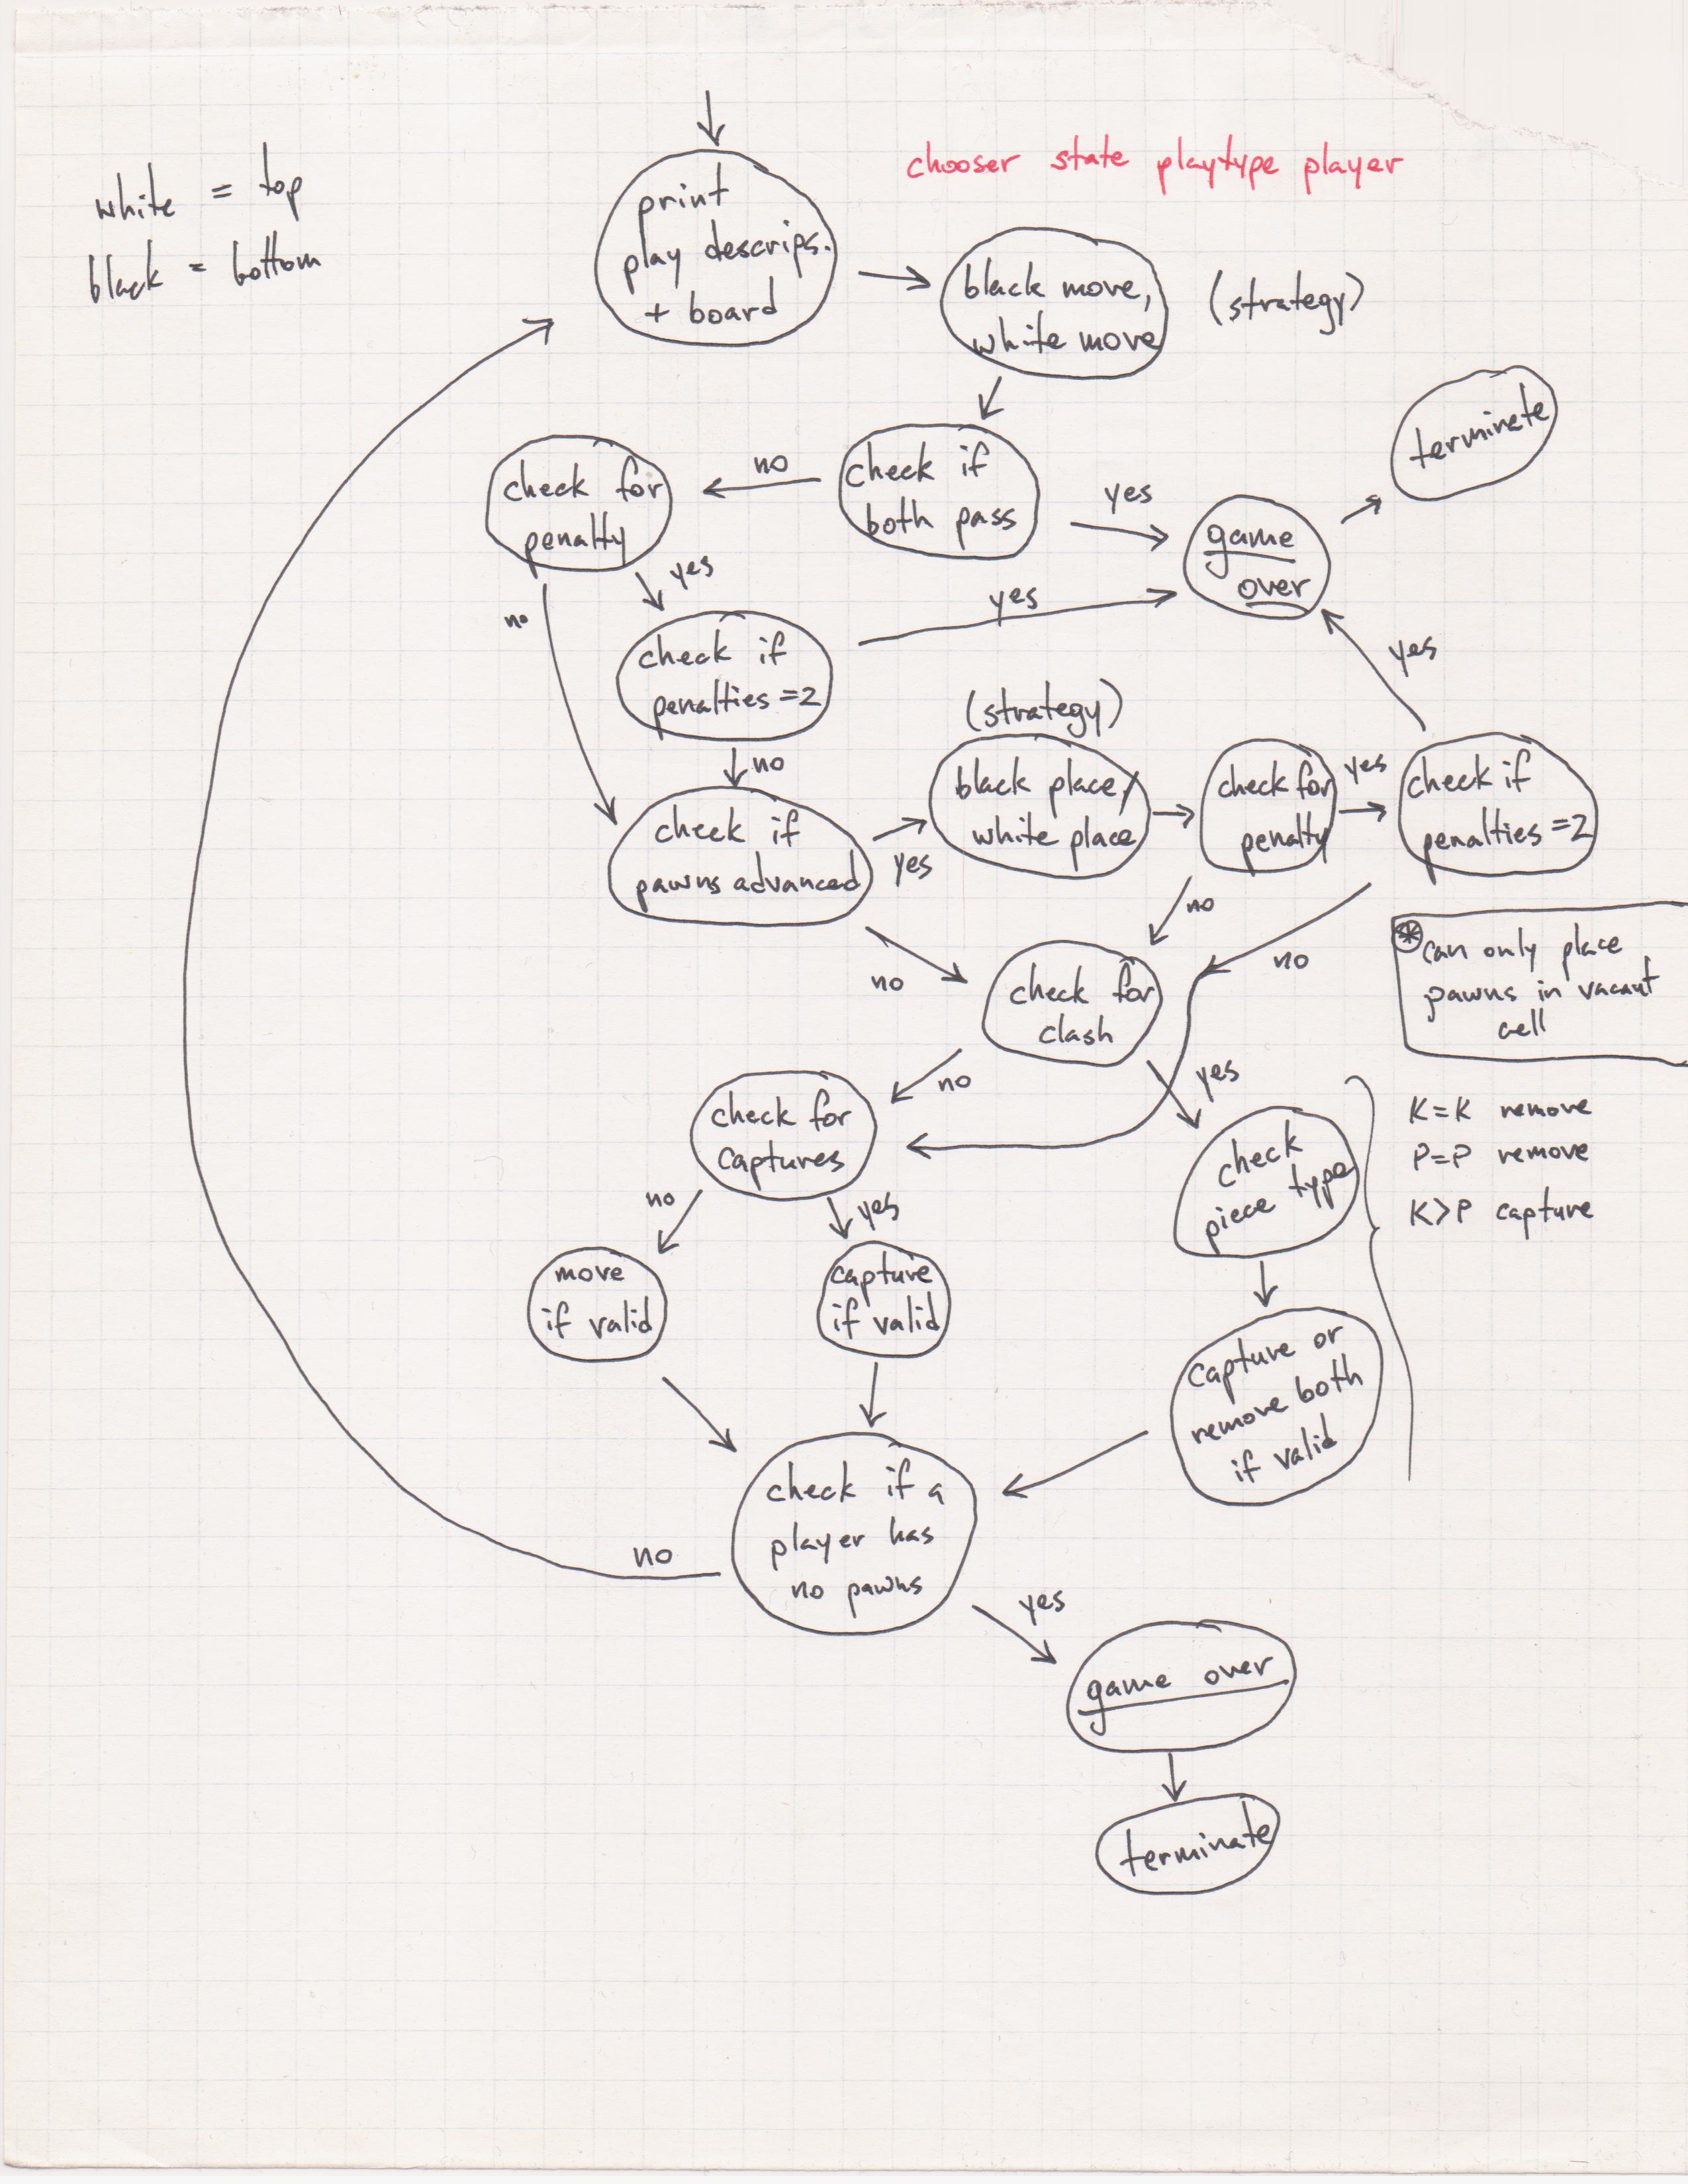 chooser state playtype player
white = top
black = bottom
print
play descrips.
+ board
black move,
white move
(strategy)
terminate
check if
both pass
no
yes
check for
penalty
game
over
yes
no
yes
yes
check if
penalties =2
no
(strategy)
black place,
white place
check for
penalty
yes
check if
penalties =2
check if
pawns advanced
yes
no
no
no
check for
clash
*can only place
pawns in vacant
cell
no
yes
check for
captures
check
piece type
K=K remove
P=P remove
K>P capture
no
yes
move
if valid
capture
if valid
capture or
remove both
if valid
check if a
player has
no pawns
no
yes
game over
terminate